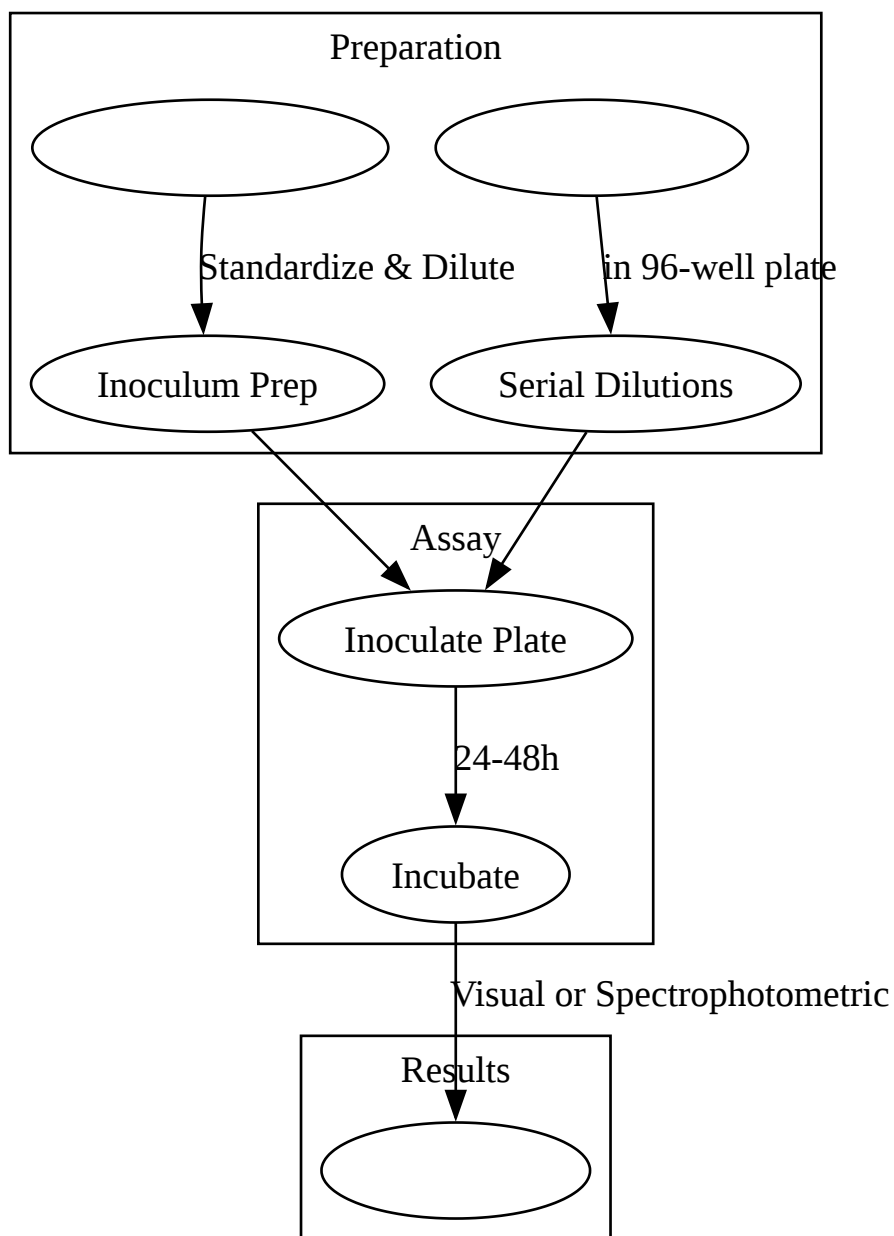 Preparation
Standardize & Dilute
in 96-well plate
Inoculum Prep
Serial Dilutions
Assay
Inoculate Plate
24-48h
Incubate
Visual or Spectrophotometric
Results